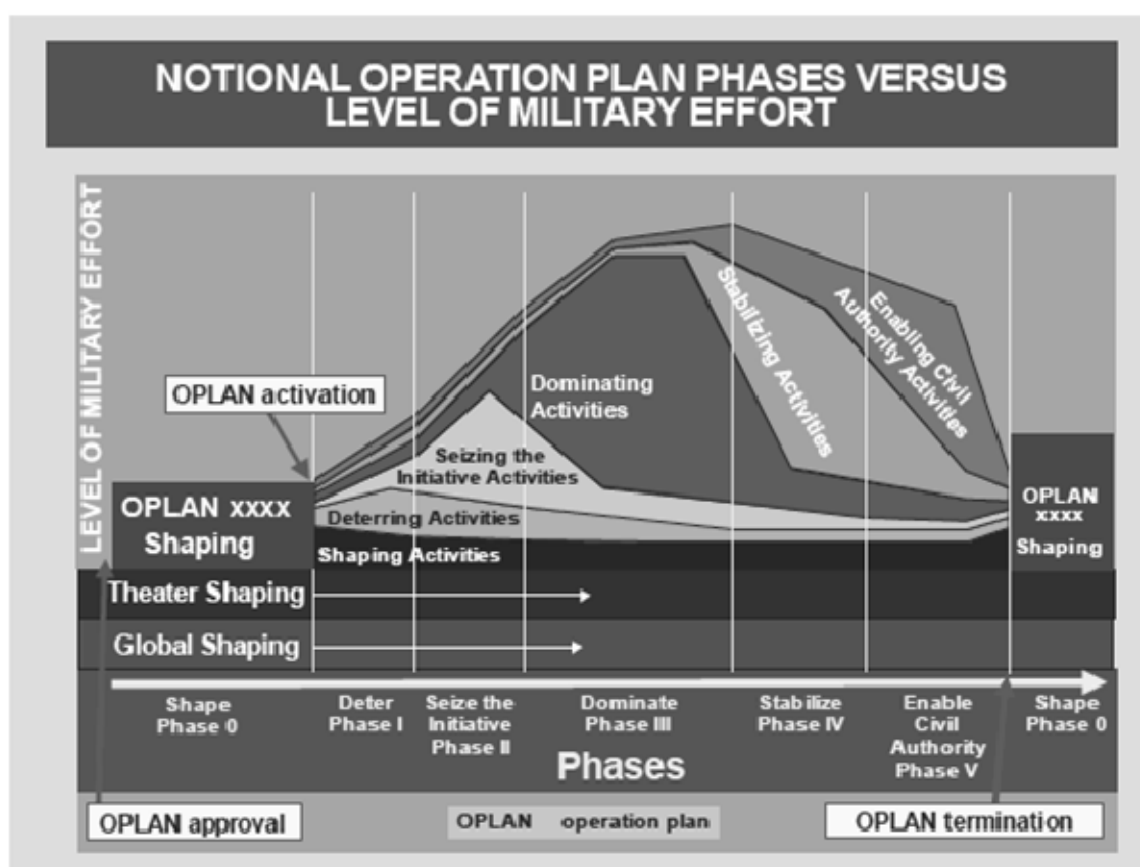 NOTIONAL OPERATION PLAN PHASES VERSUS
LEVEL OF MILITARY EFFORT
LEVEL OF MILITARY EFFORT
OPLAN activation
OPLAN xxxx
Shaping
Dominating
Activities
Stabilizing Activities
Enabling Civil
Authority Activities
Seizing the
Initiative Activities
Deterring Activities
Shaping Activities
OPLAN
xxxx
Shaping
Theater Shaping
Global Shaping
Shape
Phase 0
Deter
Phase I
Seize the
Initiative
Phase II
Dominate
Phase III
Stabilize
Phase IV
Enable
Civil
Authority
Phase V
Shape
Phase 0
Phases
OPLAN approval
OPLAN operation plan
OPLAN termination